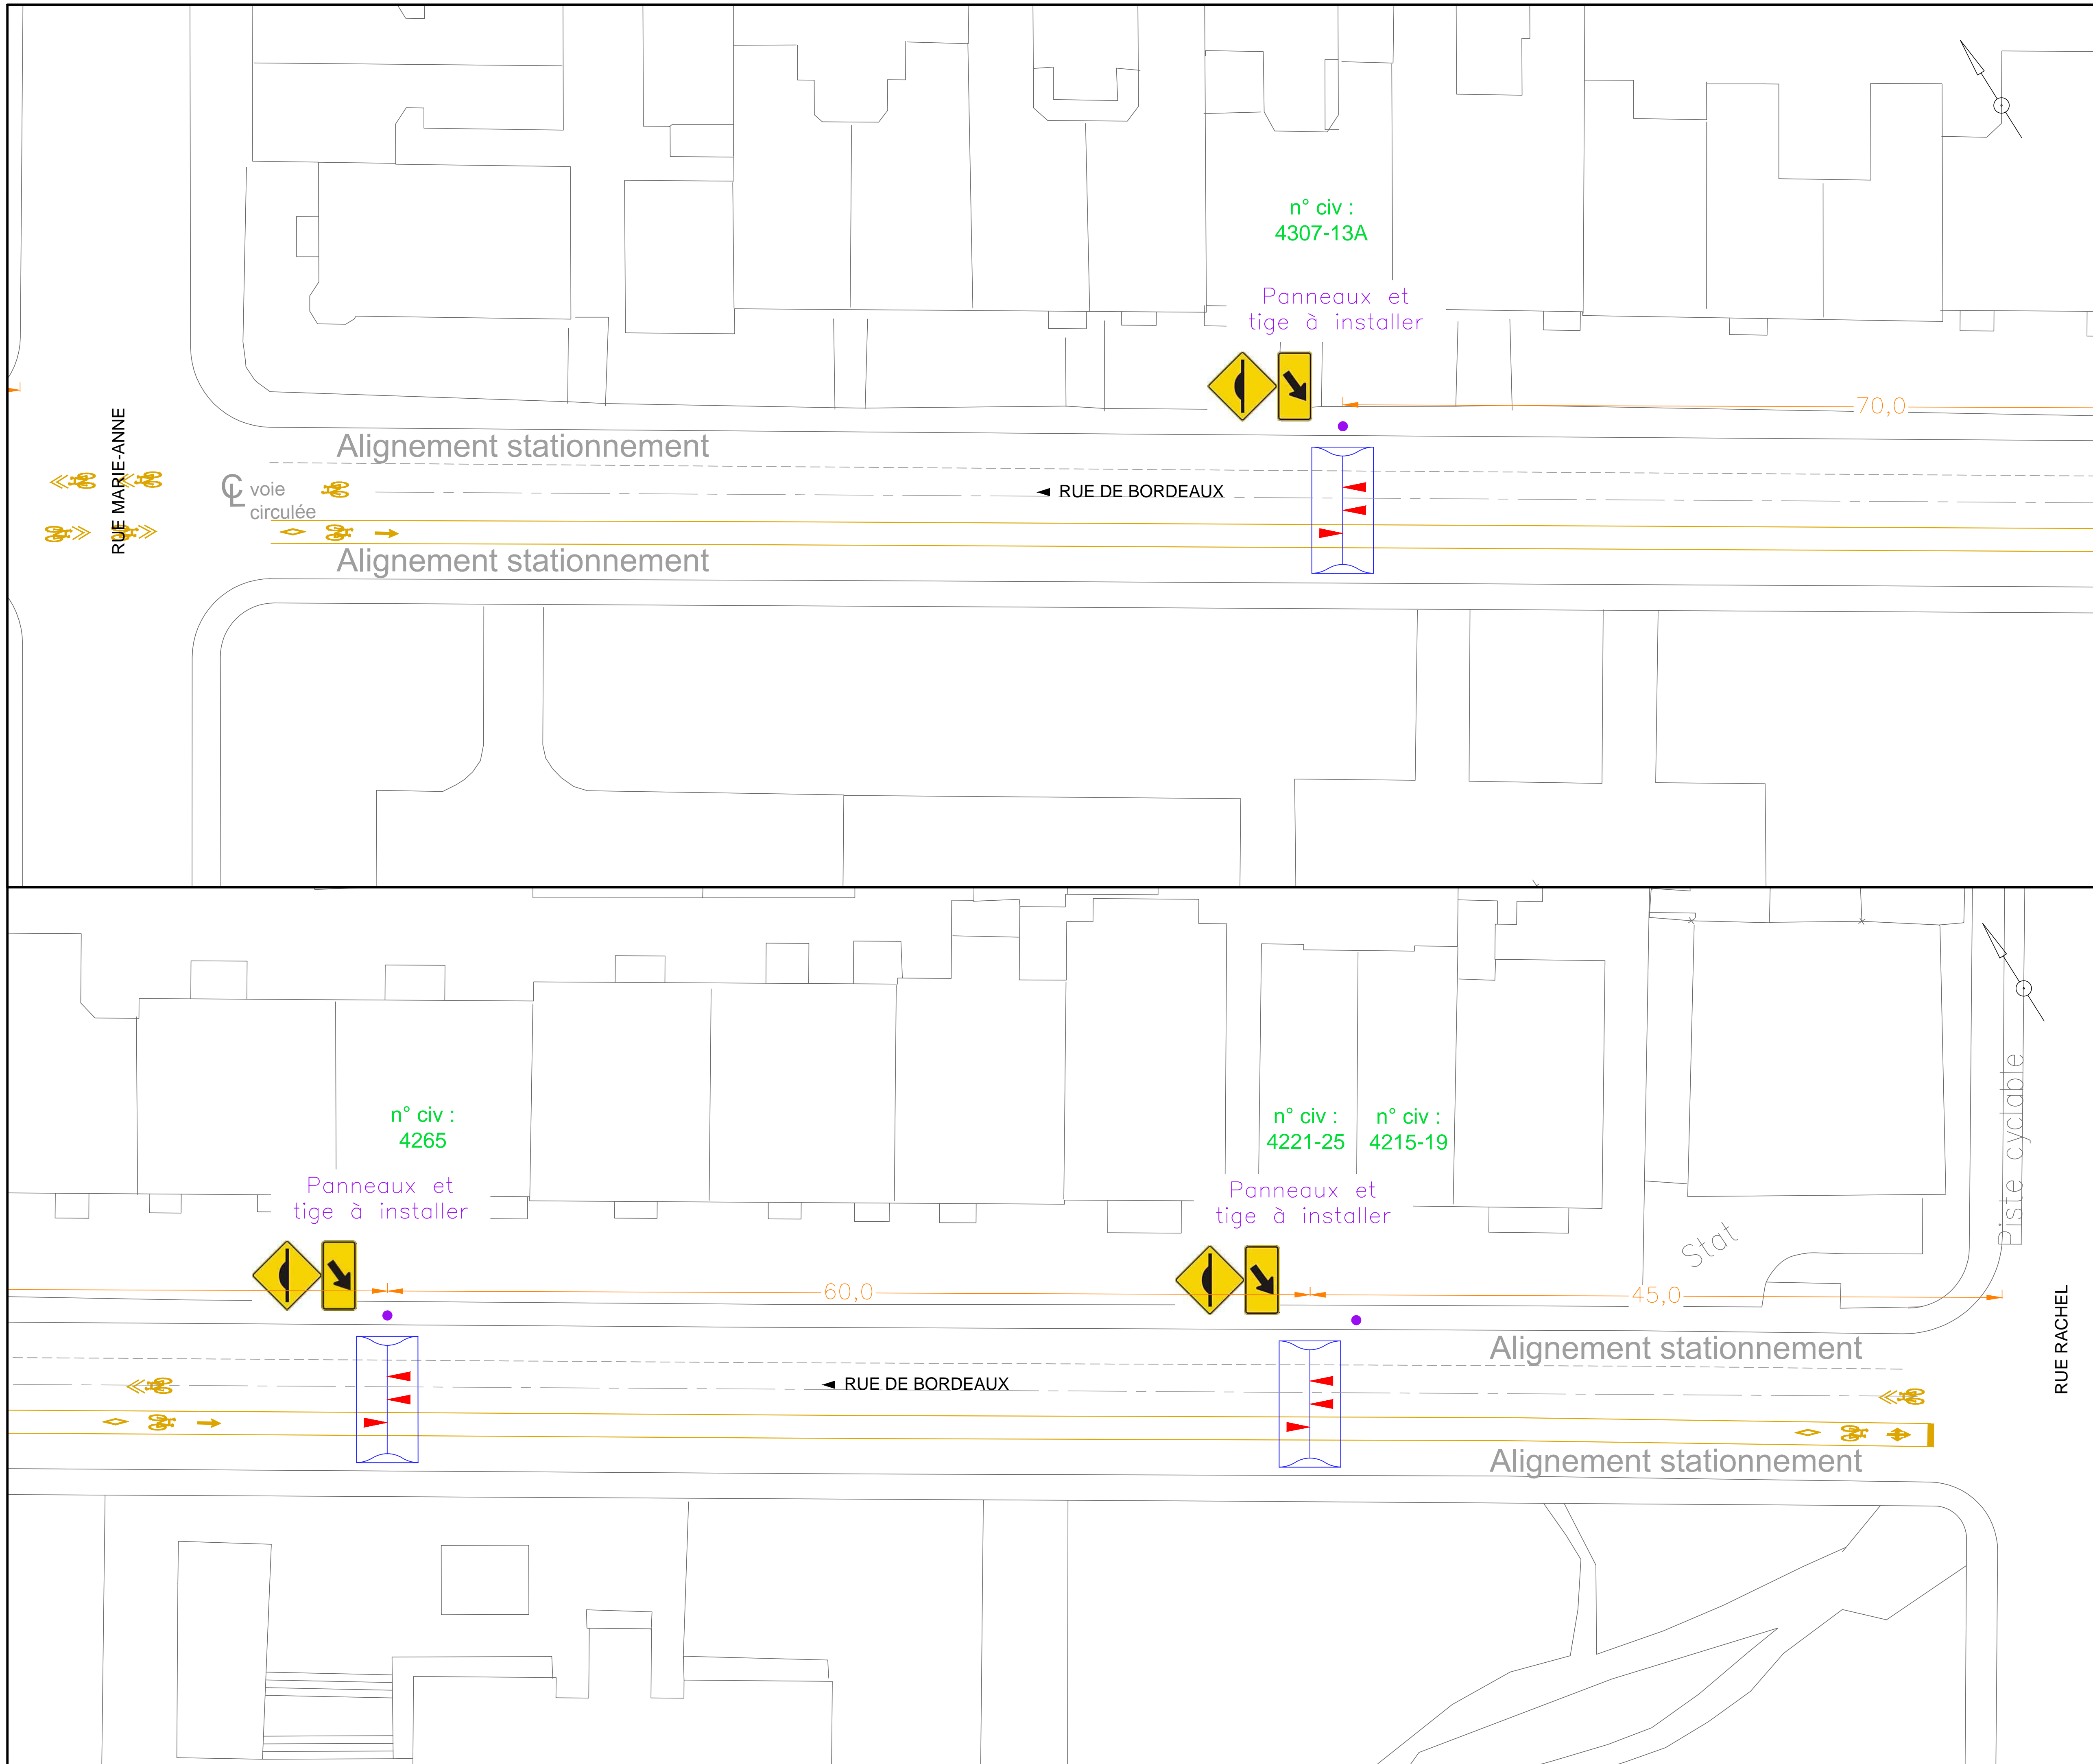 n° civ :
4307-13A
Panneaux et
tige à installer
70,0
RUE MARIE-ANNE
Alignement stationnement
CL voie
circulée
RUE DE BORDEAUX
Alignement stationnement
n° civ :
4265
n° civ :
4221-25
n° civ :
4215-19
Panneaux et
tige à installer
Panneaux et
tige à installer
Piste cyclable
Stat
60,0
45,0
RUE RACHEL
Alignement stationnement
RUE DE BORDEAUX
Alignement stationnement